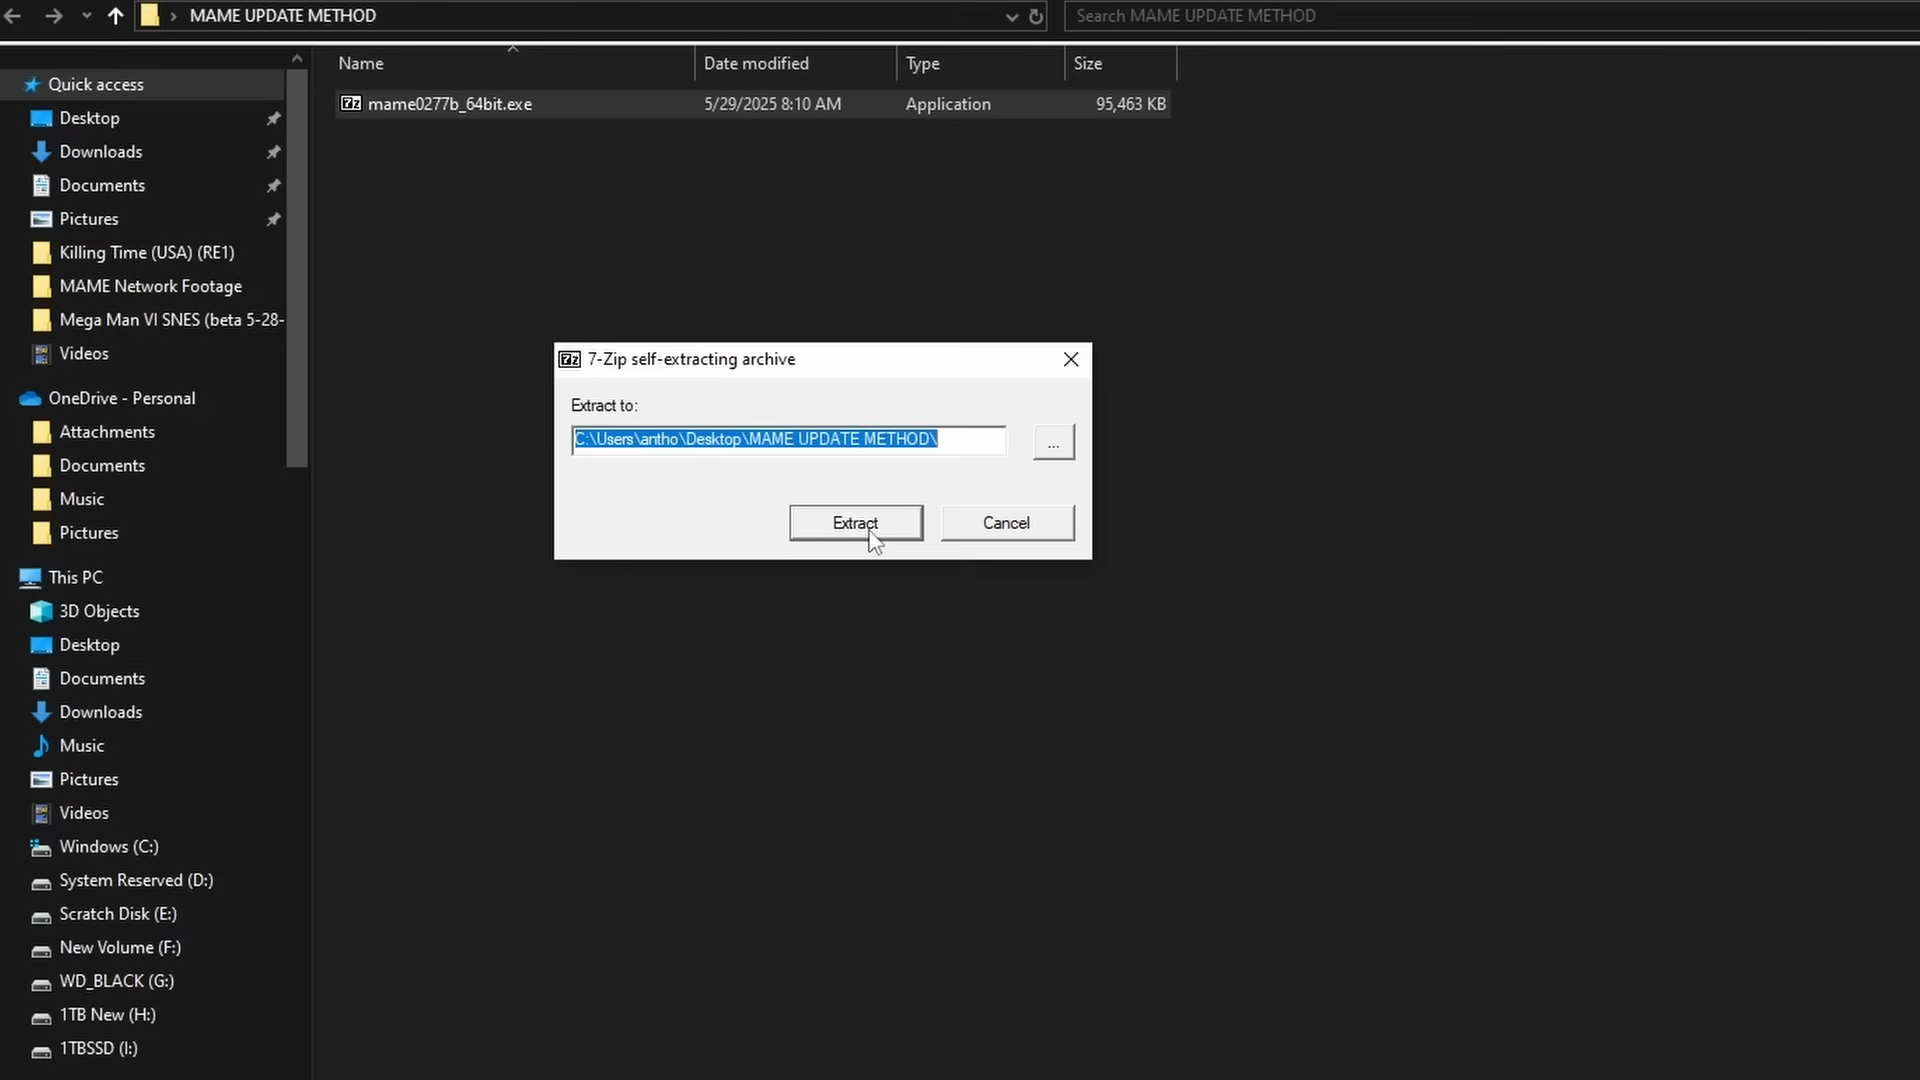 MAME UPDATE METHOD
Search MAME UPDATE METHOD
Name
Date modified
Type
Size
mame0277b_64bit.exe
5/29/2025 8:10 AM
Application
95,463 KB
Quick access
Desktop
Downloads
Documents
Pictures
Killing Time (USA) (RE1)
MAME Network Footage
Mega Man VI SNES (beta 5-28-
Videos
OneDrive - Personal
Attachments
Documents
Music
Pictures
This PC
3D Objects
Desktop
Documents
Downloads
Music
Pictures
Videos
Windows (C:)
System Reserved (D:)
Scratch Disk (E:)
New Volume (F:)
WD_BLACK (G:)
1TB New (H:)
1TBSSD (I:)
7-Zip self-extracting archive
Extract to:
C:\Users\antho\Desktop\MAME UPDATE METHOD\
...
Extract
Cancel